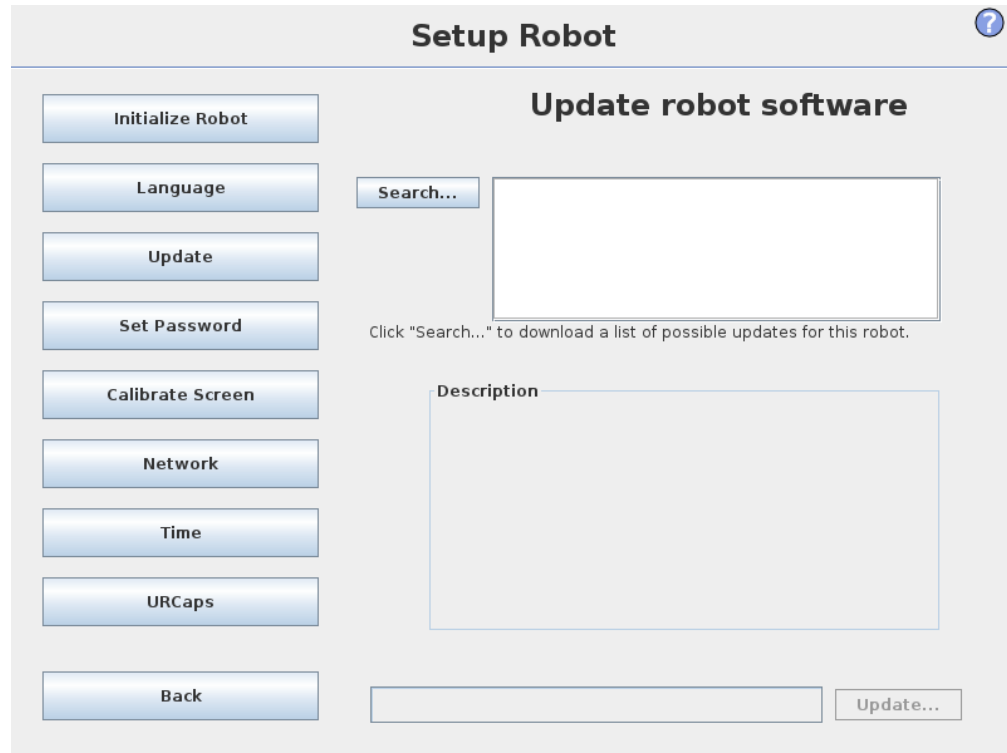 Setup Robot
?
Initialize Robot
Language
Update
Set Password
Calibrate Screen
Network
Time
URCaps
Back
Update robot software
Search...
Click "Search..." to download a list of possible updates for this robot.
Description
Update...